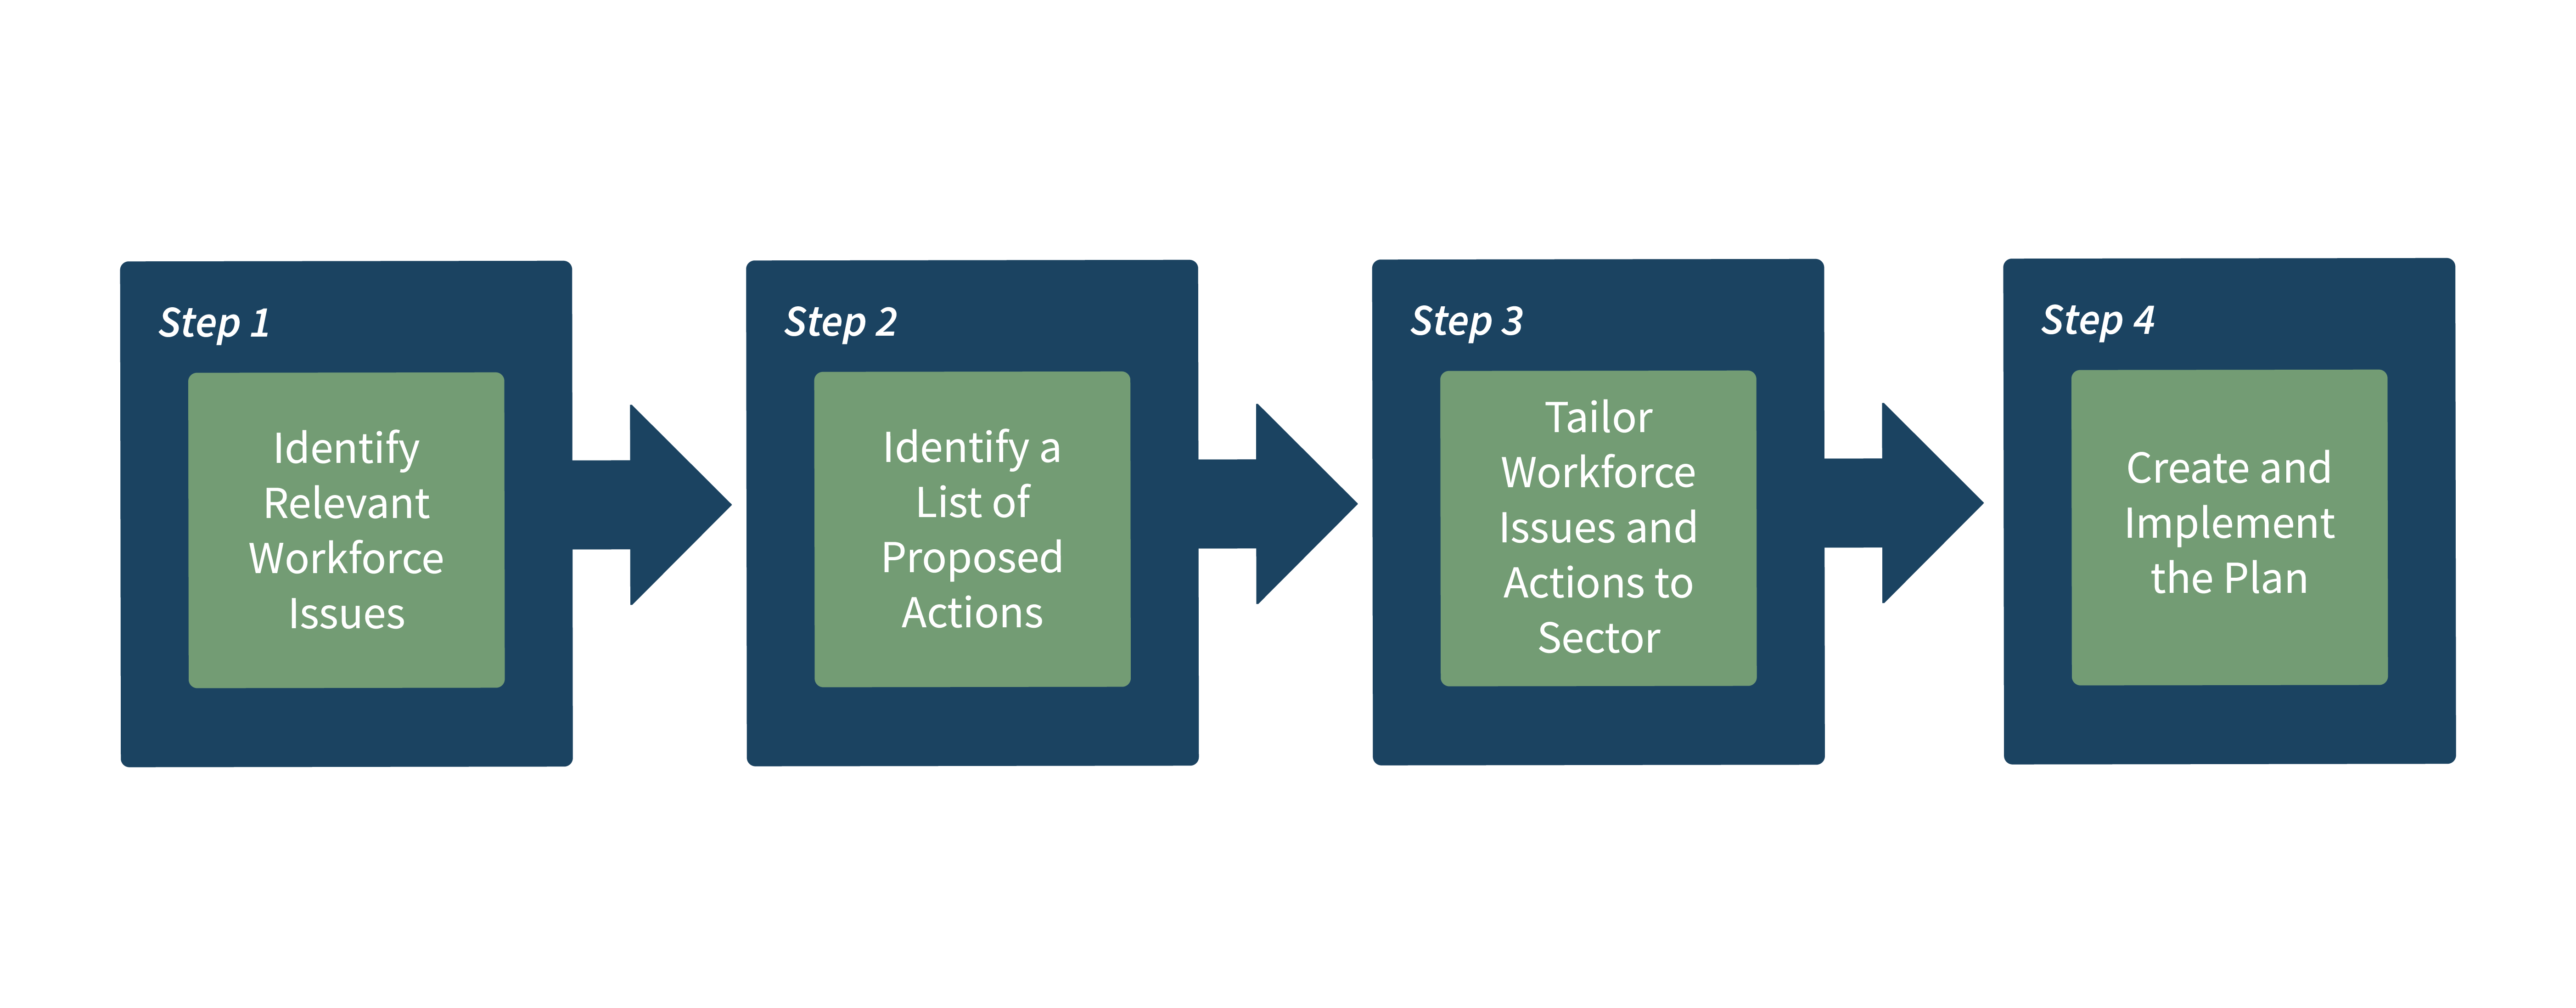 Step 1
Identify
Relevant
Workforce
Issues
Step 2
Identify a
List of
Proposed
Actions
Step 3
Tailor
Workforce
Issues and
Actions to
Sector
Step 4
Create and
Implement
the Plan